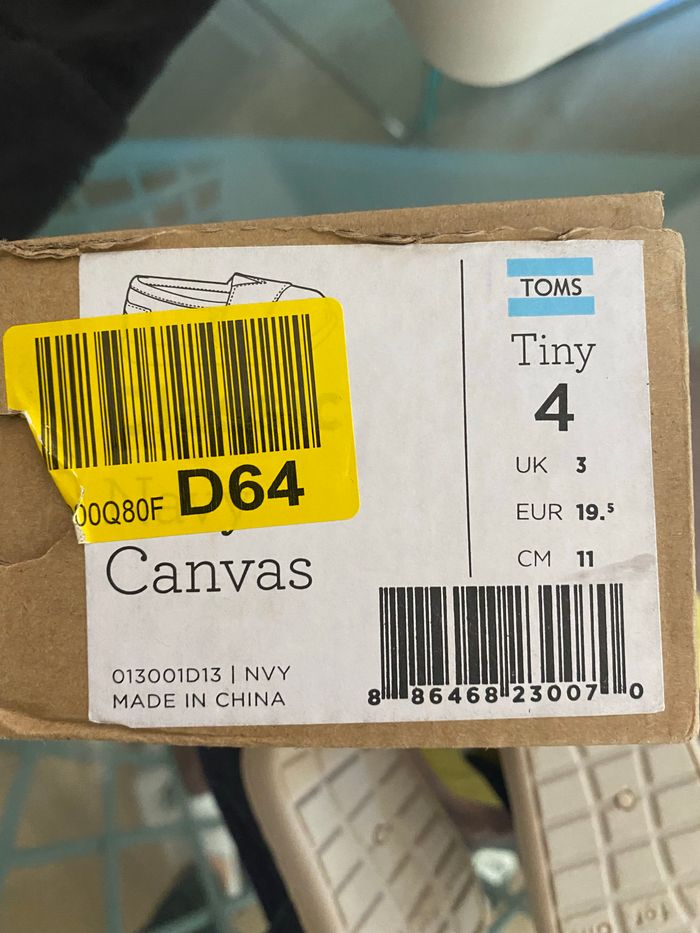 TOMS
Tiny
4
UK 3
EUR 19.⁵
CM 11
00Q80F D64
Navy
Canvas
013001D13 | NVY
MADE IN CHINA
8 86468 23007 0